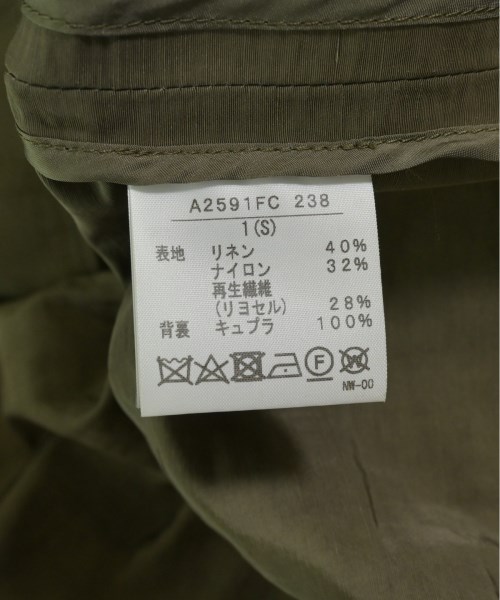 A2591FC 238
1(S)
表地 リネン 40%
ナイロン 32%
再生繊維
(リヨセル) 28%
背裏 キュプラ 100%
F W
NW-00